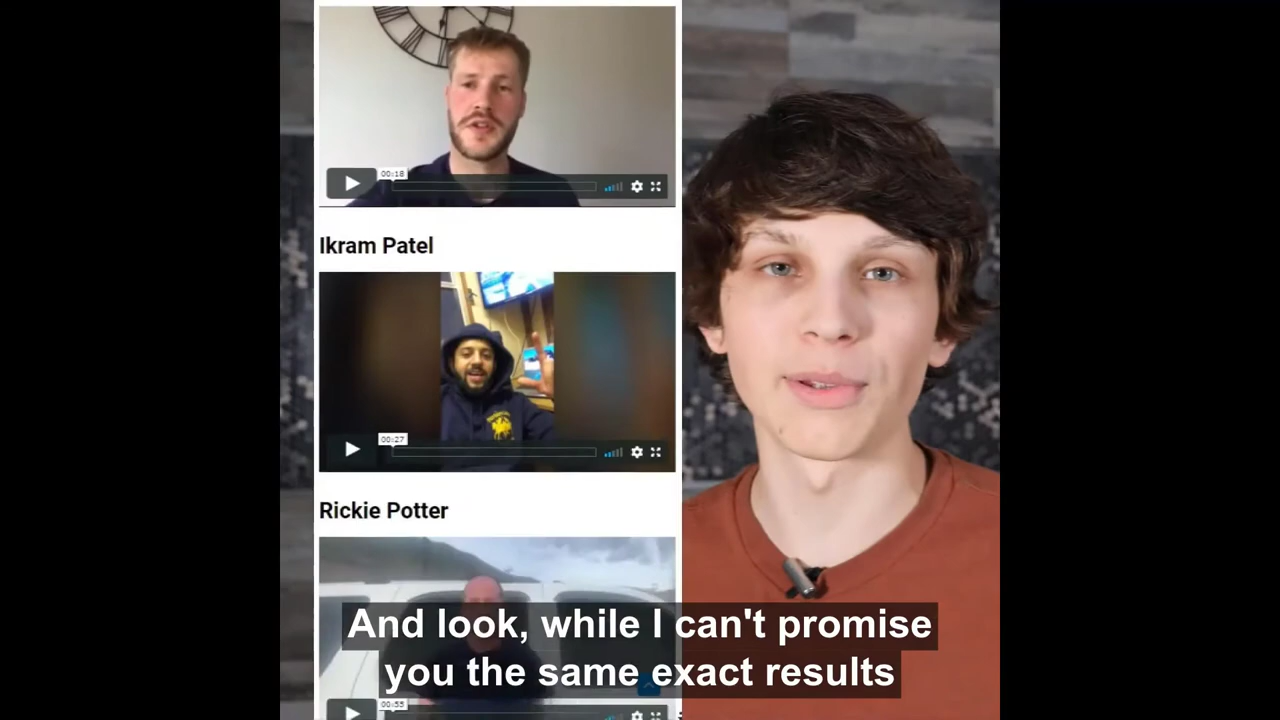 00:18
Ikram Patel
00:27
Rickie Potter
And look, while I can't promise
you the same exact results
00:55